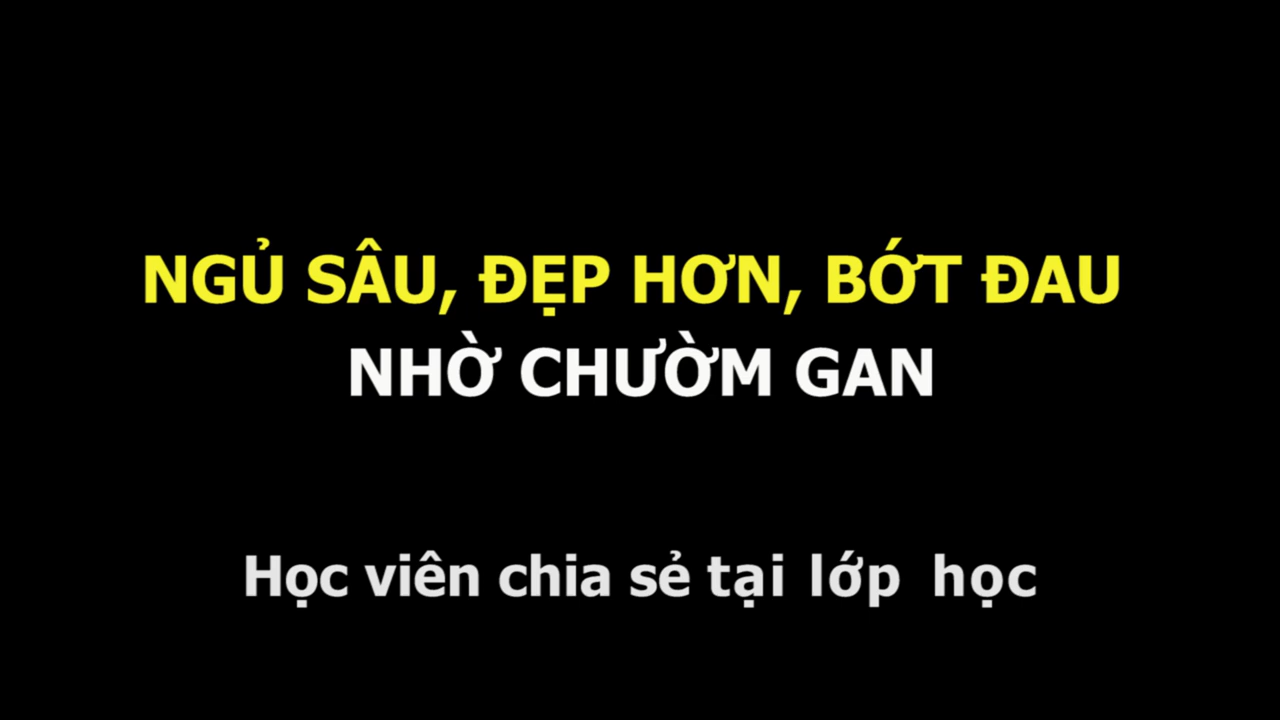 NGỦ SÂU, ĐẸP HƠN, BỚT ĐAU
NHỜ CHƯỜM GAN
Học viên chia sẻ tại lớp học